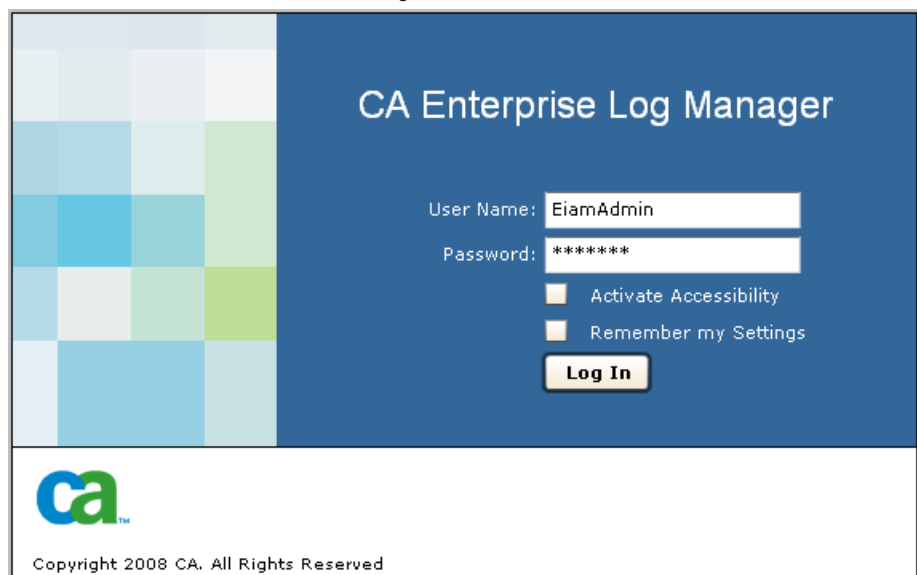 CA Enterprise Log Manager
User Name: EiamAdmin
Password: *******
Activate Accessibility
Remember my Settings
Log In
ca TM
Copyright 2008 CA. All Rights Reserved